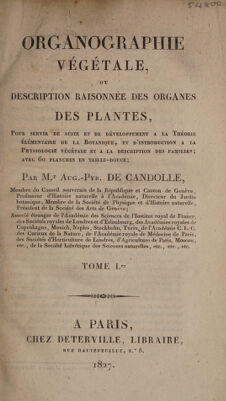 54800
ORGANOGRAPHIE
VÉGÉTALE,
OU
DESCRIPTION RAISONNÉE DES ORGANES
DES PLANTES,
POUR SERVIR DE SUITE ET DE DÉVELOPPEMENT A LA THÉORIE
ÉLÉMENTAIRE DE LA BOTANIQUE, ET D'INTRODUCTION A LA
PHYSIOLOGIE VÉGÉTALE ET A LA DESCRIPTION DES FAMILLES;
AVEC 60 PLANCHES EN TAILLE-DOUCE;
PAR M.r AUG.-PYR. DE CANDOLLE,
Membre du Conseil souverain de la République et Canton de Genève,
Professeur d'Histoire naturelle à l'Académie, Directeur du Jardin
botanique, Membre de la Société de Physique et d'Histoire naturelle,
Président de la Société des Arts de Genève;
Associé étranger de l'Académie des Sciences de l'Institut royal de France,
des Sociétés royales de Londres et d'Edimbourg, des Académies royales de
Copenhague, Munich, Naples, Stockholm, Turin, de l'Académie C. L. C.
des Curieux de la Nature, de l'Académie royale de Médecine de Paris,
des Sociétés d'Horticulture de Londres, d'Agriculture de Paris, Moscou,
etc., de la Société helvétique des Sciences naturelles, etc., etc., etc.
TOME I.er
A PARIS,
CHEZ DETERVILLE, LIBRAIRE,
RUE HAUTEFEUILLE, n.° 8.
1827.